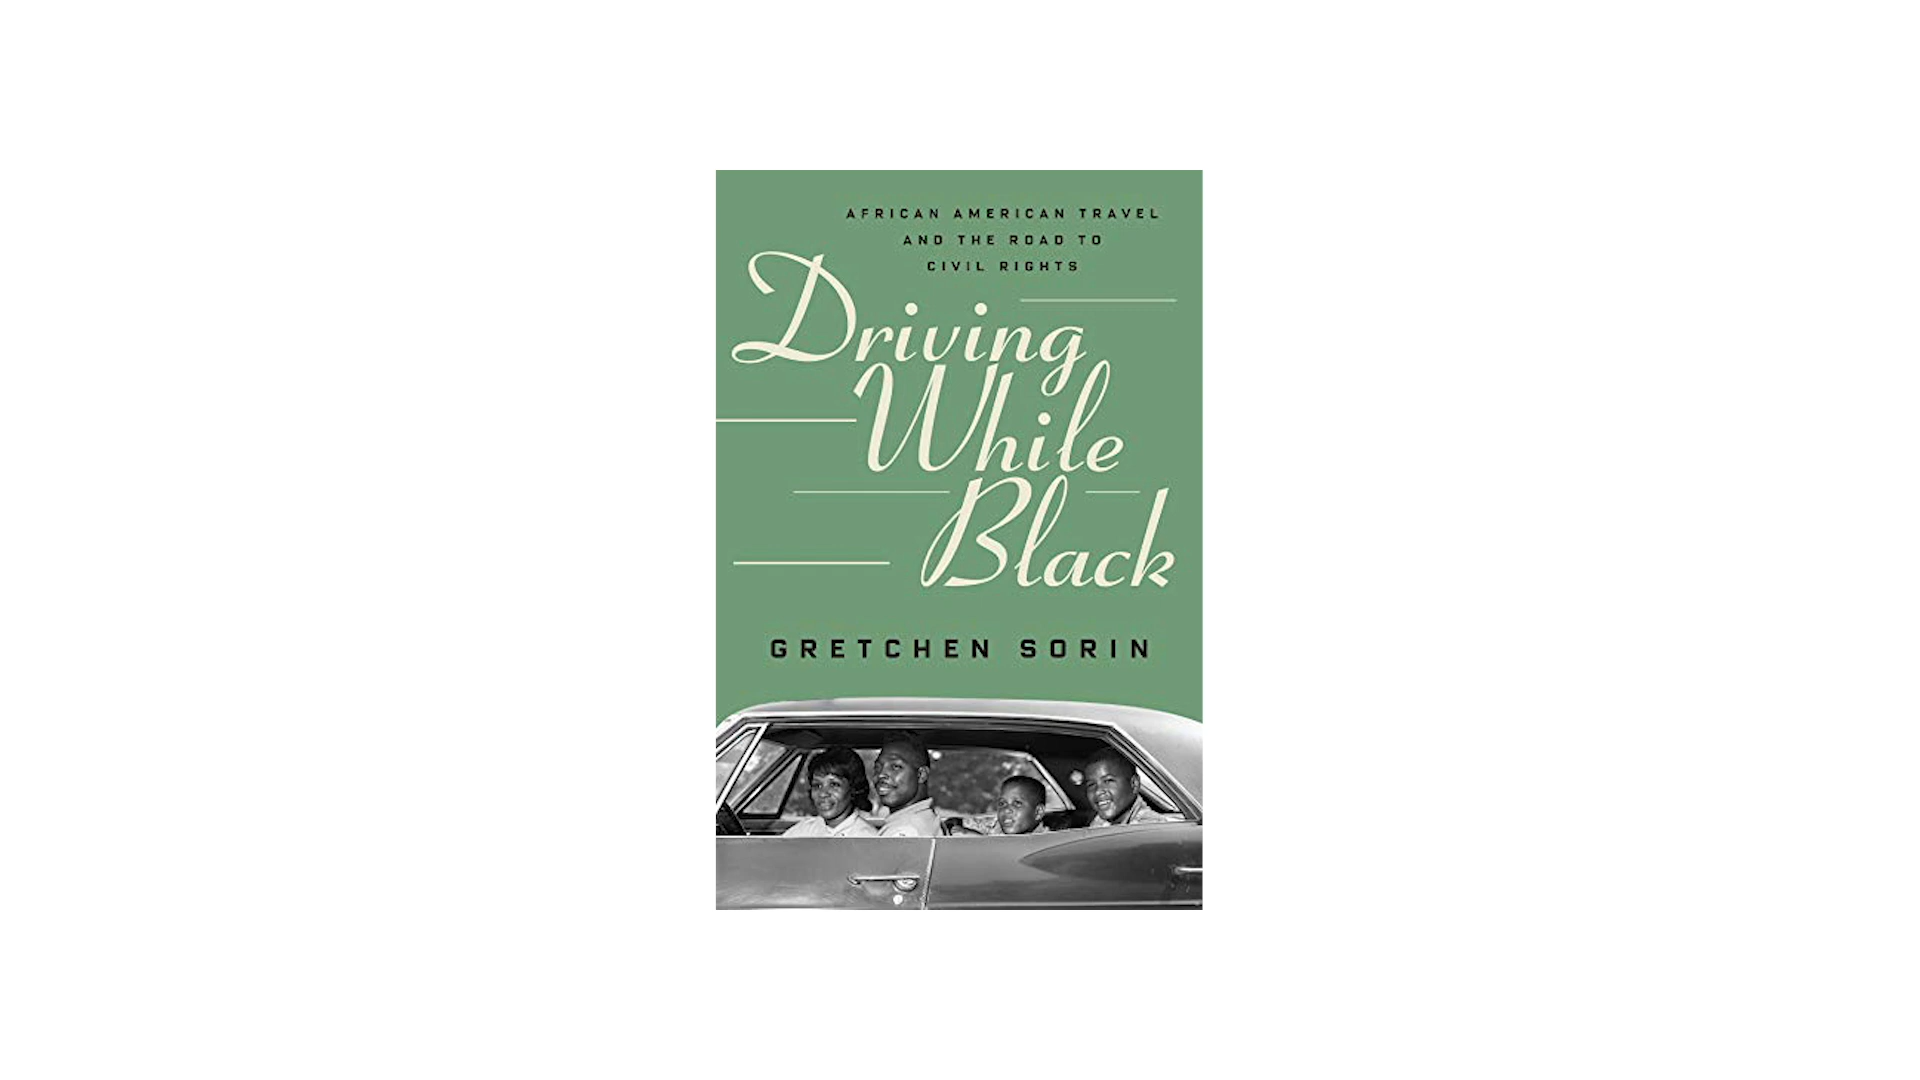 AFRICAN AMERICAN TRAVEL
AND THE ROAD TO
CIVIL RIGHTS
Driving
While
Black
GRETCHEN SORIN